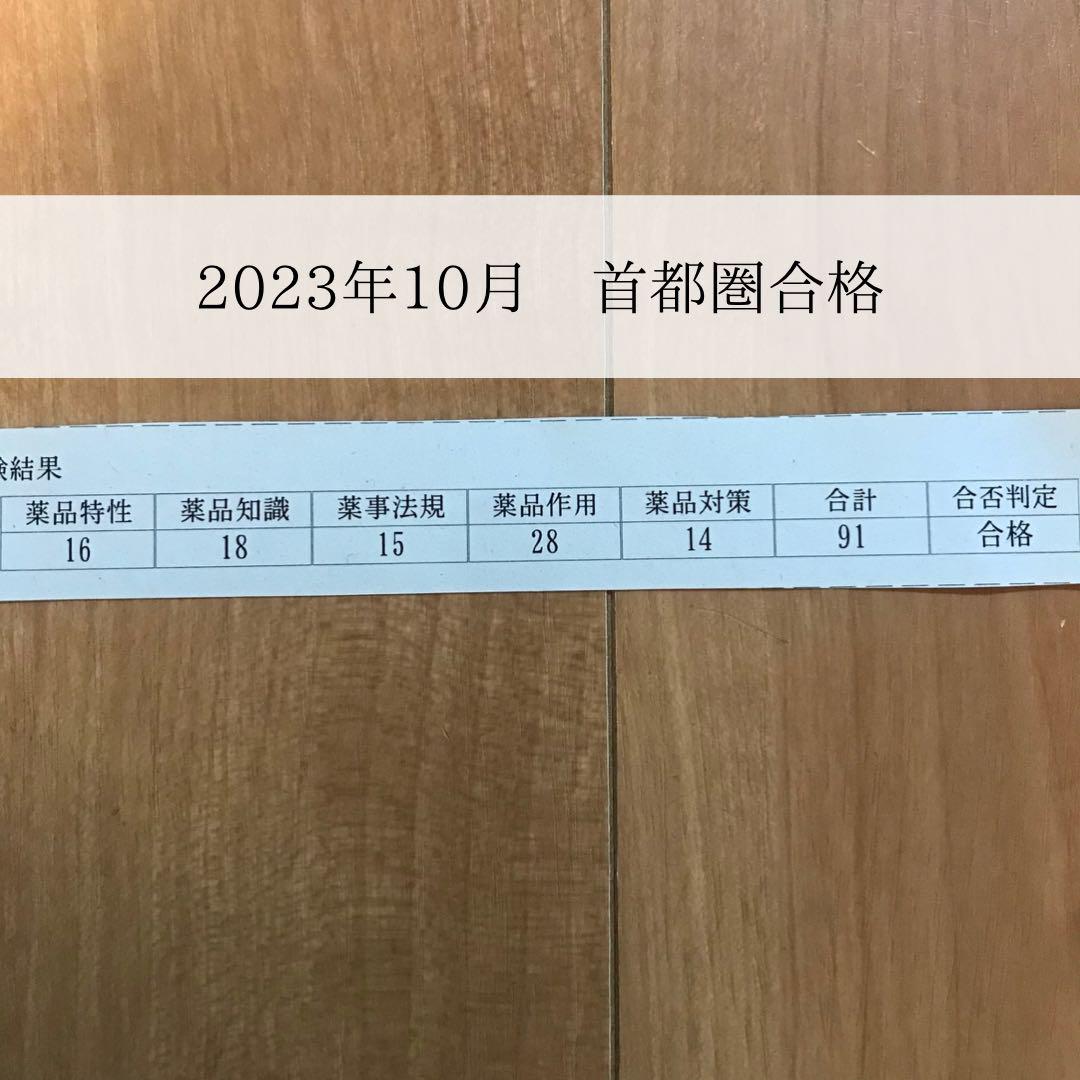 2023年10月　首都圏合格
験結果
薬品特性 薬品知識 薬事法規 薬品作用 薬品対策 合計 合否判定
16 18 15 28 14 91 合格